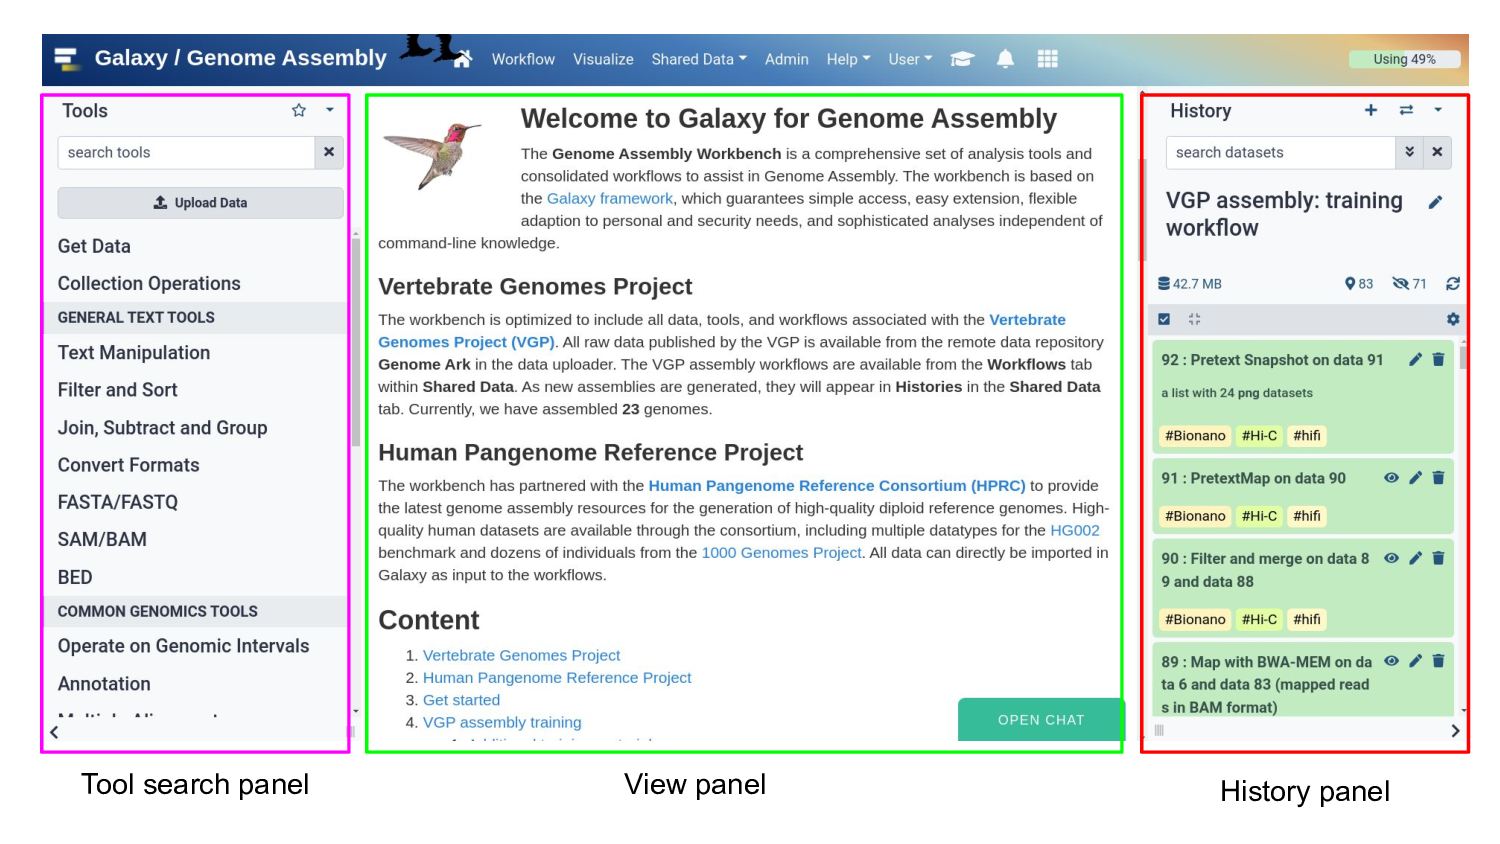 Galaxy / Genome Assembly
Workflow
Visualize
Shared Data
Admin
Help
User
Using 49%
Tools
search tools
Upload Data
Get Data
Collection Operations
GENERAL TEXT TOOLS
Text Manipulation
Filter and Sort
Join, Subtract and Group
Convert Formats
FASTA/FASTQ
SAM/BAM
BED
COMMON GENOMICS TOOLS
Operate on Genomic Intervals
Annotation
Welcome to Galaxy for Genome Assembly
The Genome Assembly Workbench is a comprehensive set of analysis tools and
consolidated workflows to assist in Genome Assembly. The workbench is based on
the Galaxy framework, which guarantees simple access, easy extension, flexible
adaption to personal and security needs, and sophisticated analyses independent of
command-line knowledge.
Vertebrate Genomes Project
The workbench is optimized to include all data, tools, and workflows associated with the Vertebrate
Genomes Project (VGP). All raw data published by the VGP is available from the remote data repository
Genome Ark in the data uploader. The VGP assembly workflows are available from the Workflows tab
within Shared Data. As new assemblies are generated, they will appear in Histories in the Shared Data
tab. Currently, we have assembled 23 genomes.
Human Pangenome Reference Project
The workbench has partnered with the Human Pangenome Reference Consortium (HPRC) to provide
the latest genome assembly resources for the generation of high-quality diploid reference genomes. High-
quality human datasets are available through the consortium, including multiple datatypes for the HG002
benchmark and dozens of individuals from the 1000 Genomes Project. All data can directly be imported in
Galaxy as input to the workflows.
Content
1. Vertebrate Genomes Project
2. Human Pangenome Reference Project
3. Get started
4. VGP assembly training
OPEN CHAT
History
search datasets
VGP assembly: training
workflow
42.7 MB
83
71
92 : Pretext Snapshot on data 91
a list with 24 png datasets
#Bionano #Hi-C #hifi
91 : PretextMap on data 90
#Bionano #Hi-C #hifi
90 : Filter and merge on data 8
9 and data 88
#Bionano #Hi-C #hifi
89 : Map with BWA-MEM on da
ta 6 and data 83 (mapped read
s in BAM format)
Tool search panel
View panel
History panel